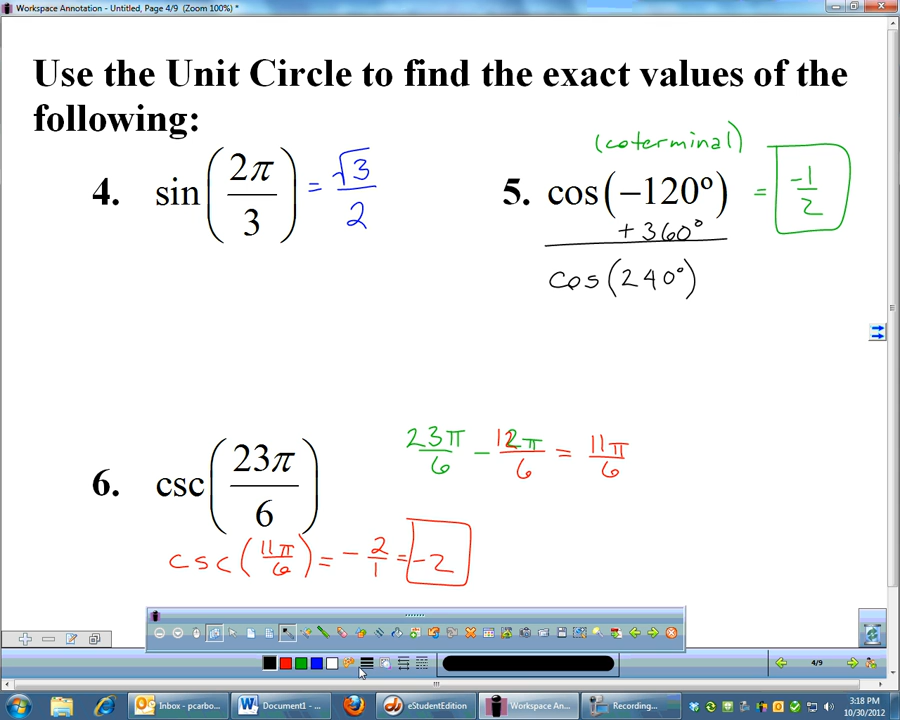 Workspace Annotation - Untitled, Page 4/9 (Zoom 100%) *
Use the Unit Circle to find the exact values of the
following:
4. sin(2π/3) = √3/2
(coterminal)
5. cos(−120°) = -1/2
+360°
cos(240°)
6. csc(23π/6)
23π/6 − 12π/6 = 11π/6
csc(11π/6) = −2/1 = -2
4/9
Inbox - pcarbo...
Document1 - ...
eStudentEdition
Workspace An...
Recording...
3:18 PM
10/30/2012